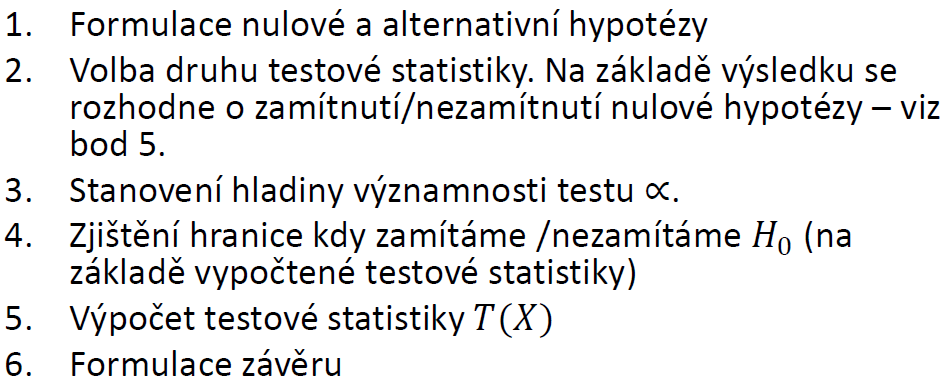 1. Formulace nulové a alternativní hypotézy
2. Volba druhu testové statistiky. Na základě výsledku se
rozhodne o zamítnutí/nezamítnutí nulové hypotézy – viz
bod 5.
3. Stanovení hladiny významnosti testu ∝.
4. Zjištění hranice kdy zamítáme /nezamítáme H₀ (na
základě vypočtené testové statistiky)
5. Výpočet testové statistiky T(X)
6. Formulace závěru